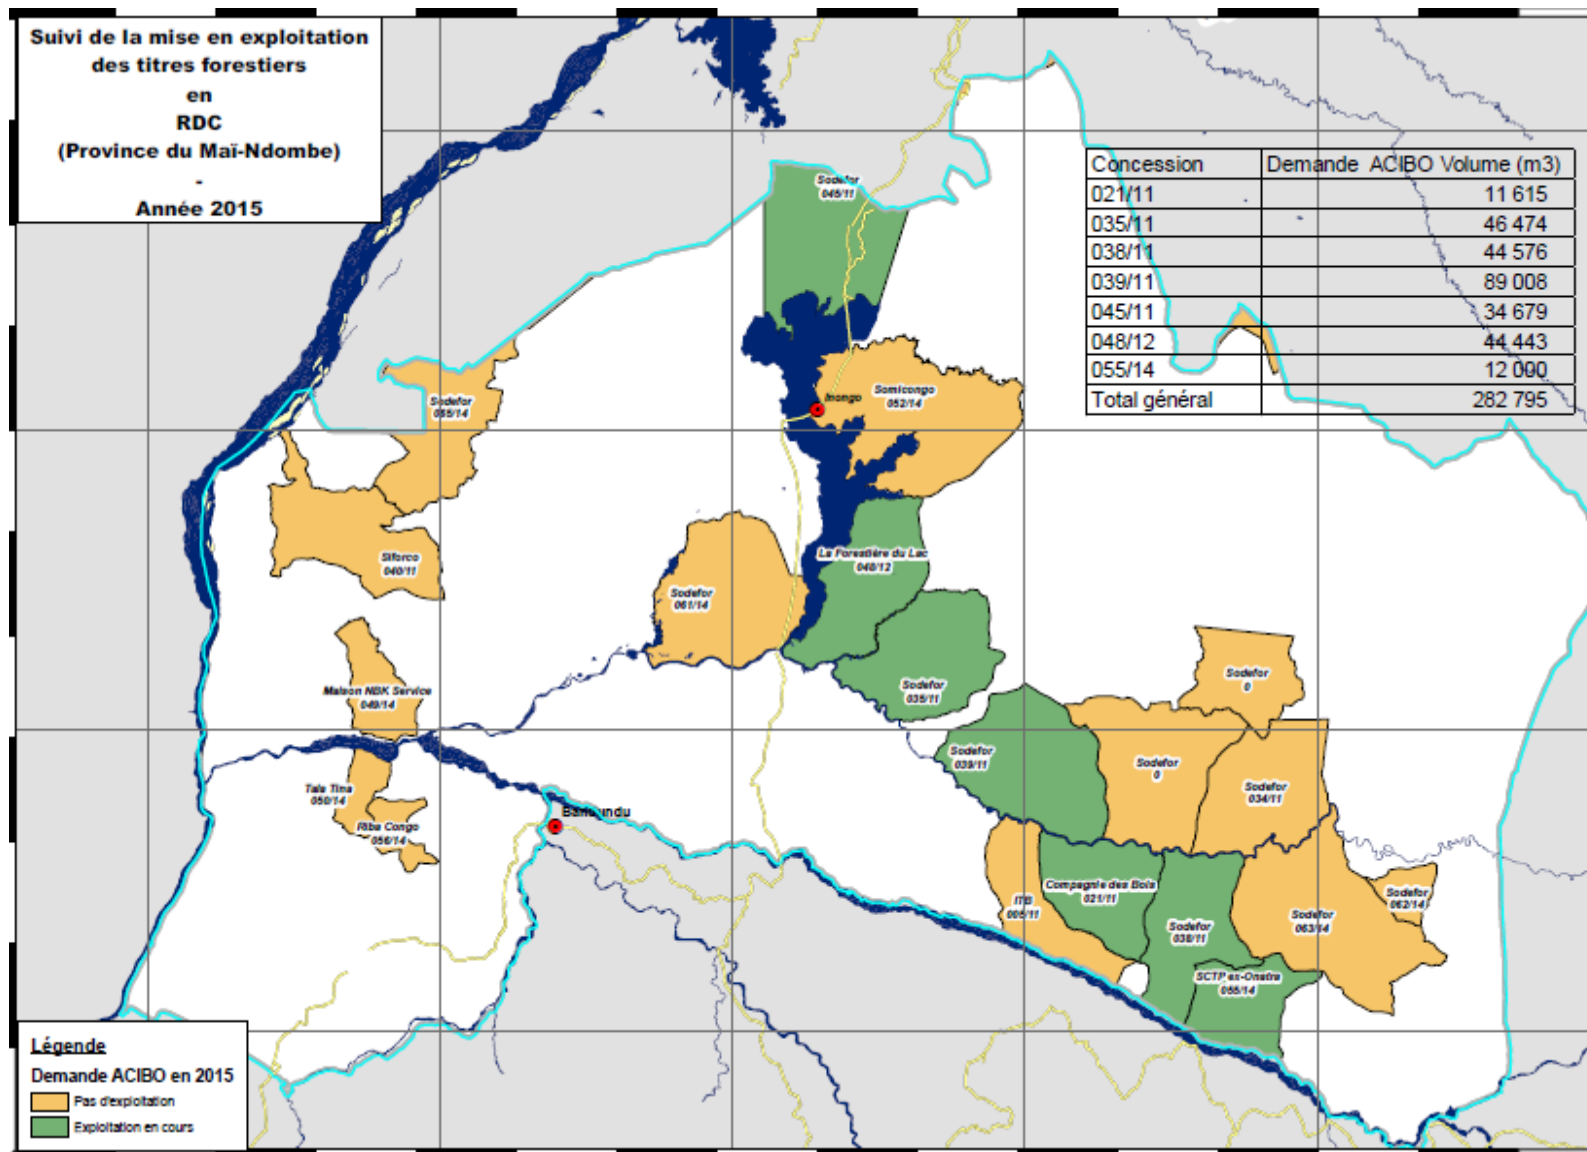 Suivi de la mise en exploitation
des titres forestiers
en
RDC
(Province du Maï-Ndombe)
-
Année 2015
Concession Demande ACIBO Volume (m3)
021/11 11 615
035/11 46 474
038/11 44 576
039/11 89 008
045/11 34 679
048/12 44 443
055/14 12 000
Total général 282 795
Sodefor
045/11
Somicongo
052/14
Inongo
Sodefor
065/14
Siforco
040/11
La Forestière du Lac
048/12
Sodefor
061/14
Sodefor
035/11
Maison NBK Service
049/14
Sodefor
0
Sodefor
039/11
Sodefor
0
Sodefor
034/11
Tala Tina
050/14
Riba Congo
056/14
Bandundu
Compagnie des Bois
021/11
ITB
005/11
Sodefor
038/11
Sodefor
063/14
Sodefor
062/14
SCTP ex-Onatra
055/14
Légende
Demande ACIBO en 2015
Pas d'exploitation
Exploitation en cours